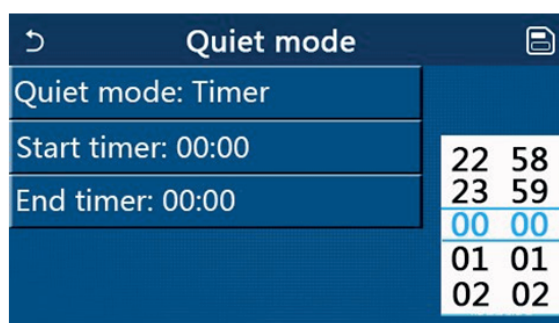 Quiet mode
Quiet mode: Timer
Start timer: 00:00
End timer: 00:00
22 58
23 59
00 00
01 01
02 02